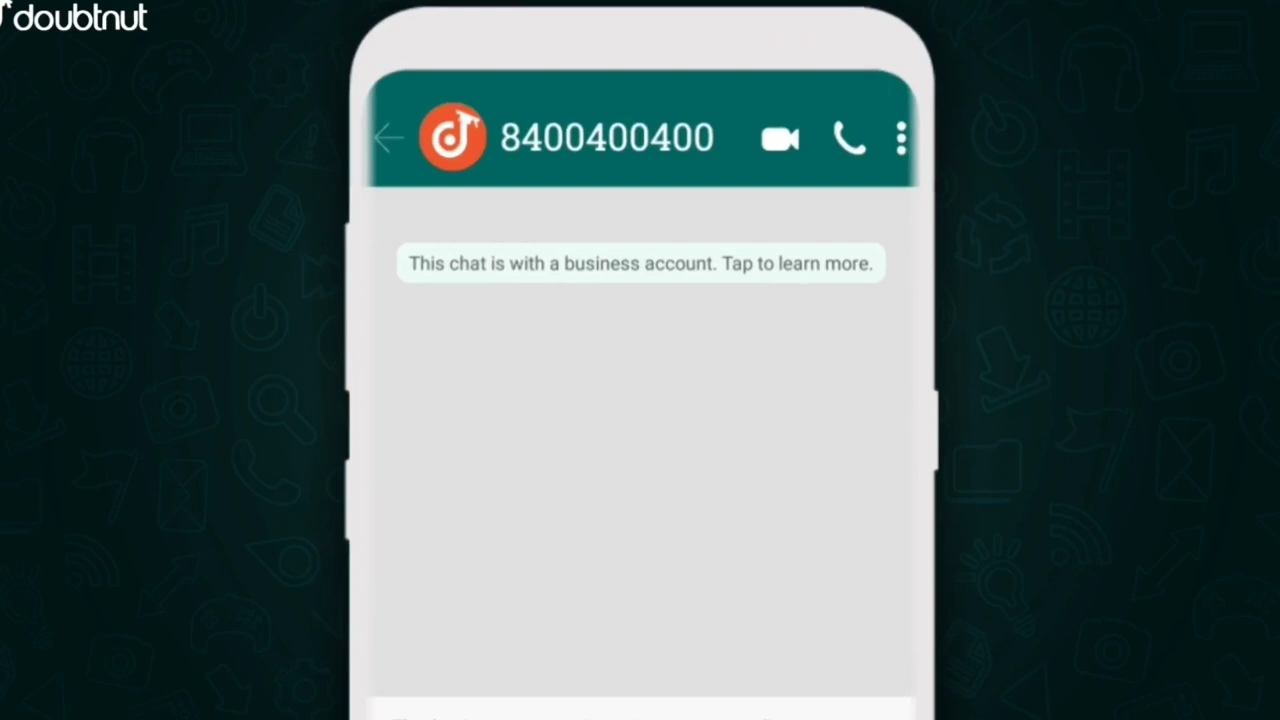 doubtnut
8400400400
This chat is with a business account. Tap to learn more.